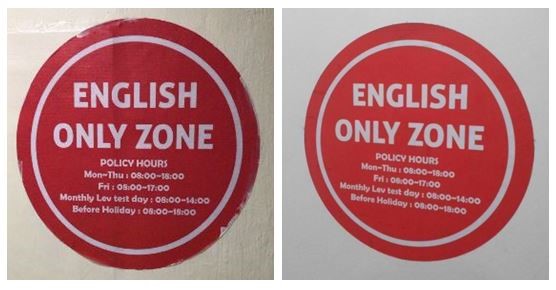 ENGLISH
ONLY ZONE
POLICY HOURS
Mon~Thu : 08:00~18:00
Fri : 08:00~17:00
Monthly Lev test day : 08:00~14:00
Before Holiday : 08:00~18:00
ENGLISH
ONLY ZONE
POLICY HOURS
Mon~Thu : 08:00~18:00
Fri : 08:00~17:00
Monthly Lev test day : 08:00~14:00
Before Holiday : 08:00~18:00